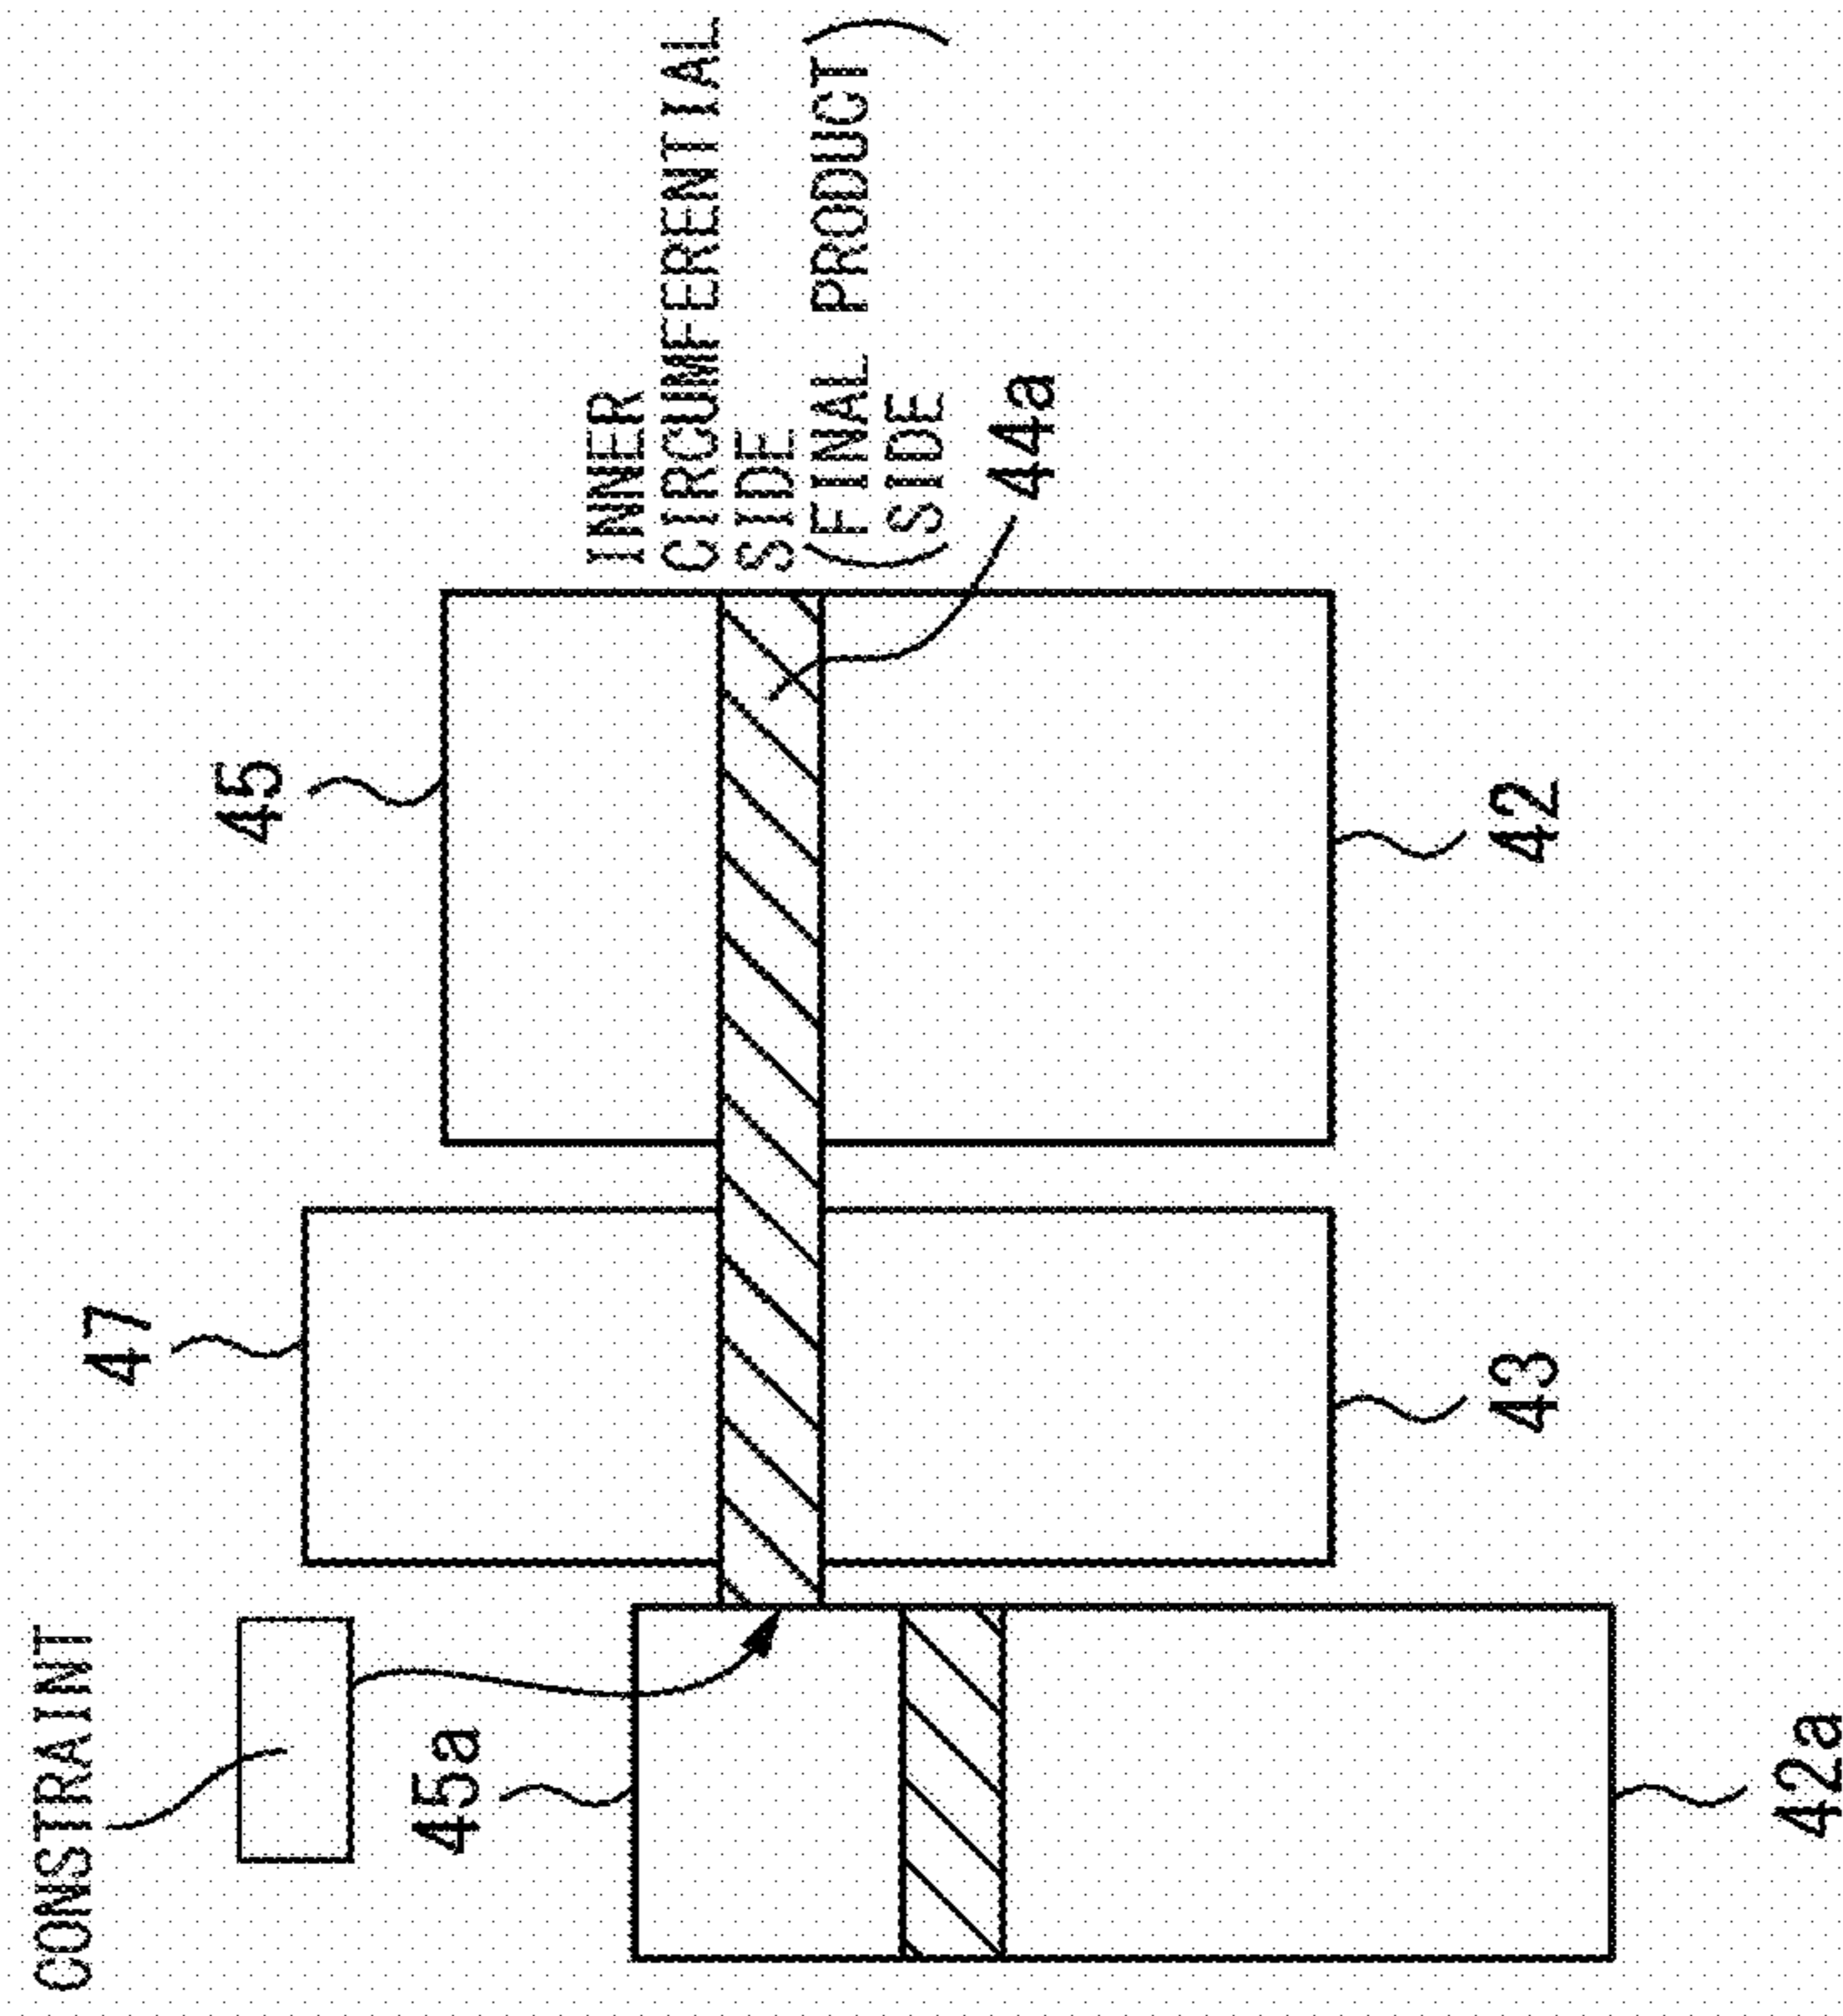 CONSTRAINT
47
45
45a
INNER
CIRCUMFERENTIAL
SIDE
(FINAL PRODUCT
SIDE)
44a
43
42
42a